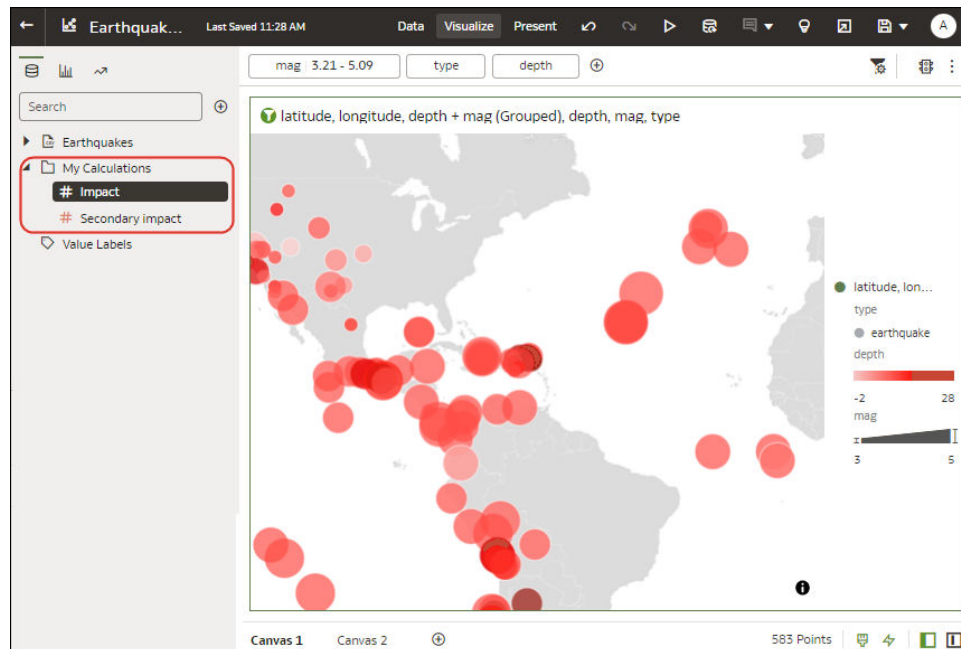 Earthquak... Last Saved 11:28 AM Data Visualize Present A
mag 3.21 - 5.09 type depth
Search
latitude, longitude, depth + mag (Grouped), depth, mag, type
Earthquakes
My Calculations
# Impact
# Secondary impact
Value Labels
latitude, lon...
type
earthquake
depth
-2 28
mag
3 5
Canvas 1 Canvas 2 583 Points